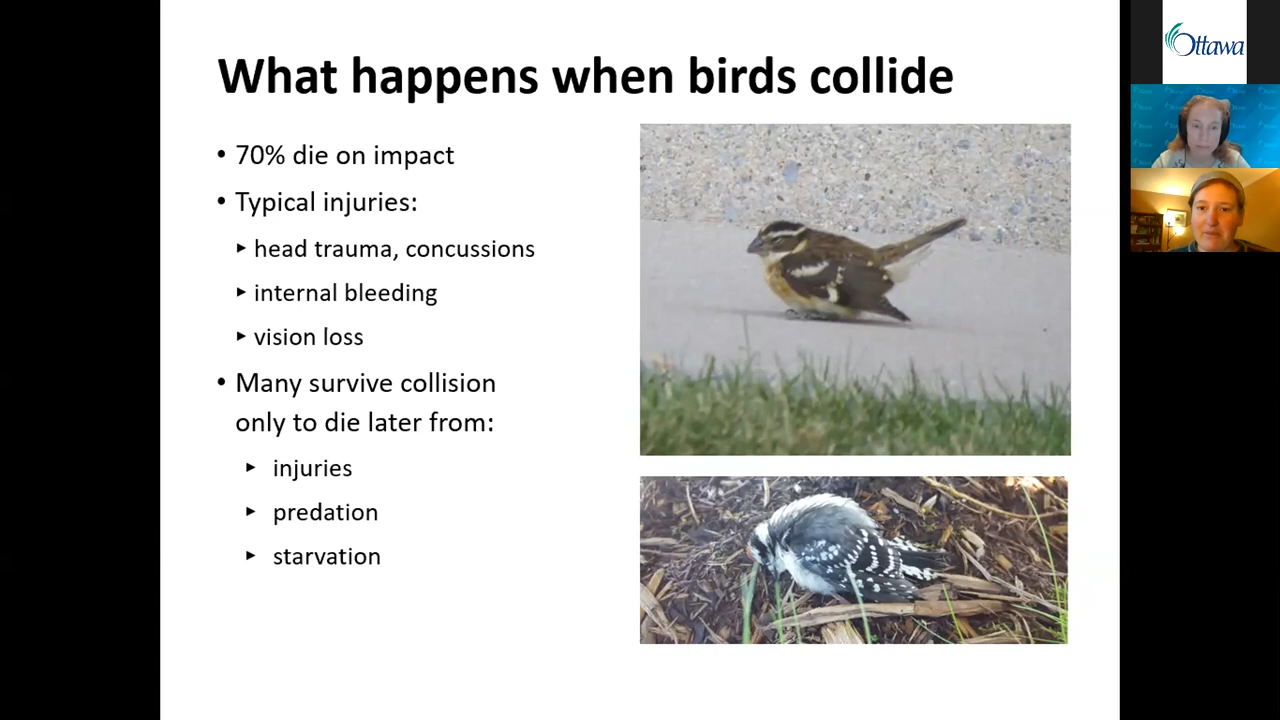 What happens when birds collide
• 70% die on impact
• Typical injuries:
‣ head trauma, concussions
‣ internal bleeding
‣ vision loss
• Many survive collision
only to die later from:
‣ injuries
‣ predation
‣ starvation
Ottawa